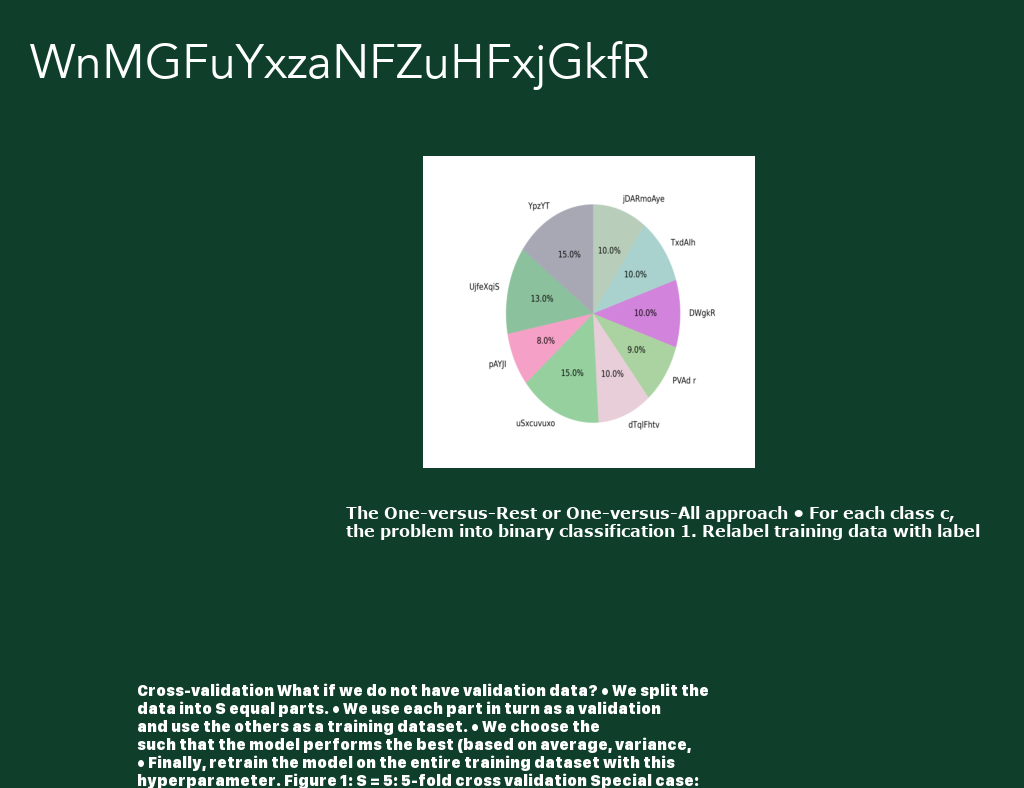 WnMGFuYxzaNFZuHFxjGkfR
jDARmoAye
YpzYT
TxdAIh
10.0%
15.0%
10.0%
UjfeXqiS
13.0%
10.0%
DWgkR
8.0%
9.0%
pAYJI
15.0%
10.0%
PVAd r
uSxcuvuxo
dTqIFhtv
The One-versus-Rest or One-versus-All approach • For each class c,
the problem into binary classification 1. Relabel training data with label
Cross-validation What if we do not have validation data? • We split the
data into S equal parts. • We use each part in turn as a validation
and use the others as a training dataset. • We choose the
such that the model performs the best (based on average, variance,
• Finally, retrain the model on the entire training dataset with this
hyperparameter. Figure 1: S = 5: 5-fold cross validation Special case: